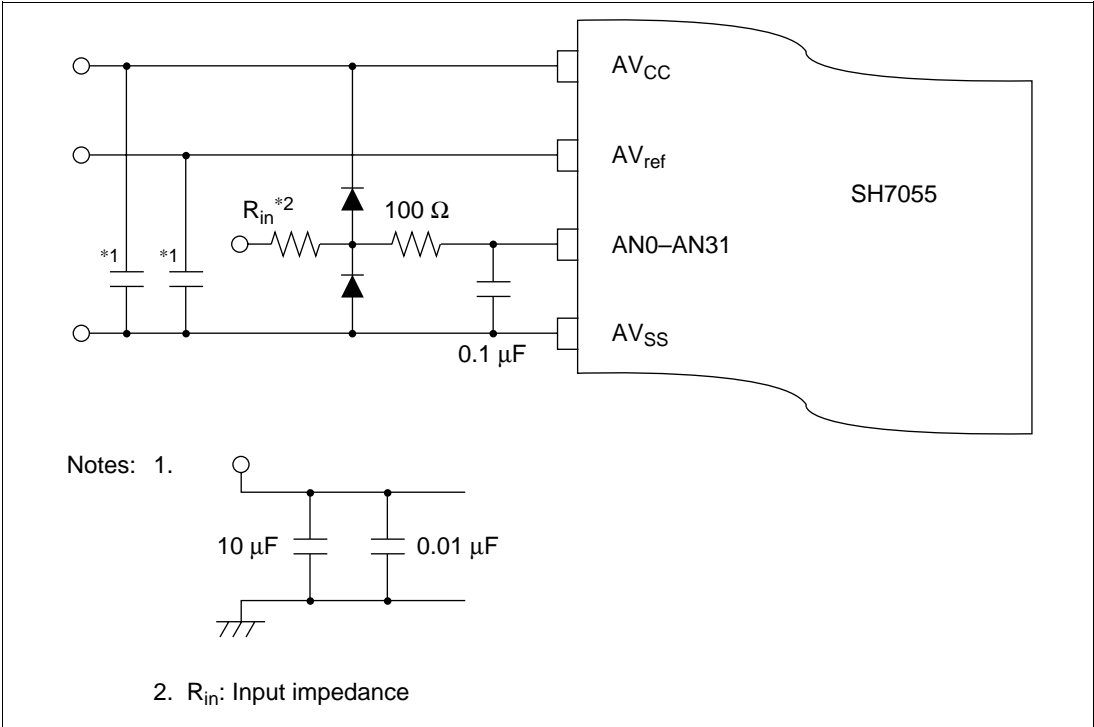 AVCC
AVref
SH7055
Rin*2
100 Ω
*1
*1
AN0–AN31
AVSS
0.1 μF
Notes: 1.
10 μF
0.01 μF
2. Rin: Input impedance